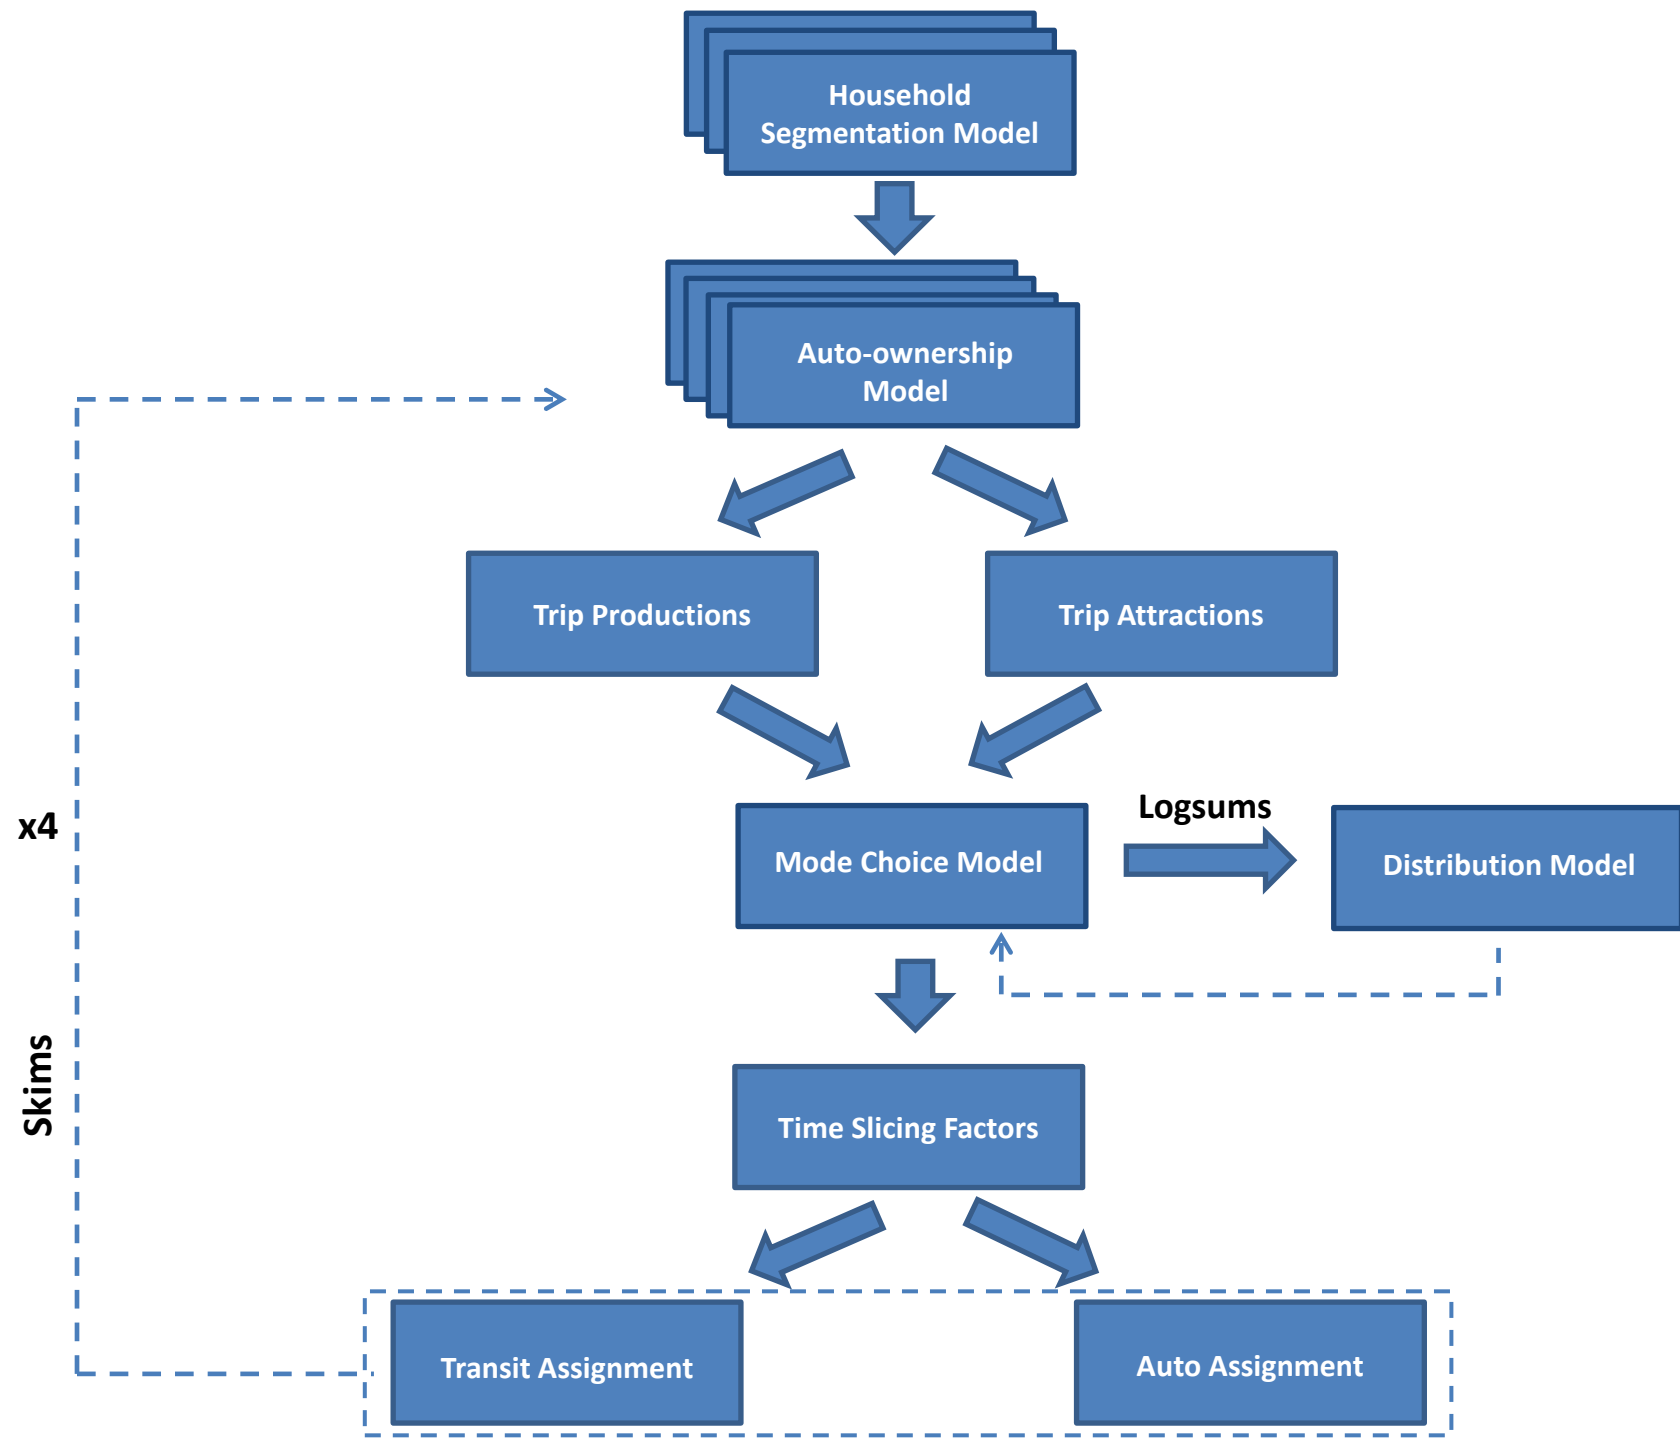 Household
Segmentation Model
Auto-ownership
Model
Trip Productions
Trip Attractions
Logsums
x4
Mode Choice Model
Distribution Model
Skims
Time Slicing Factors
Transit Assignment
Auto Assignment